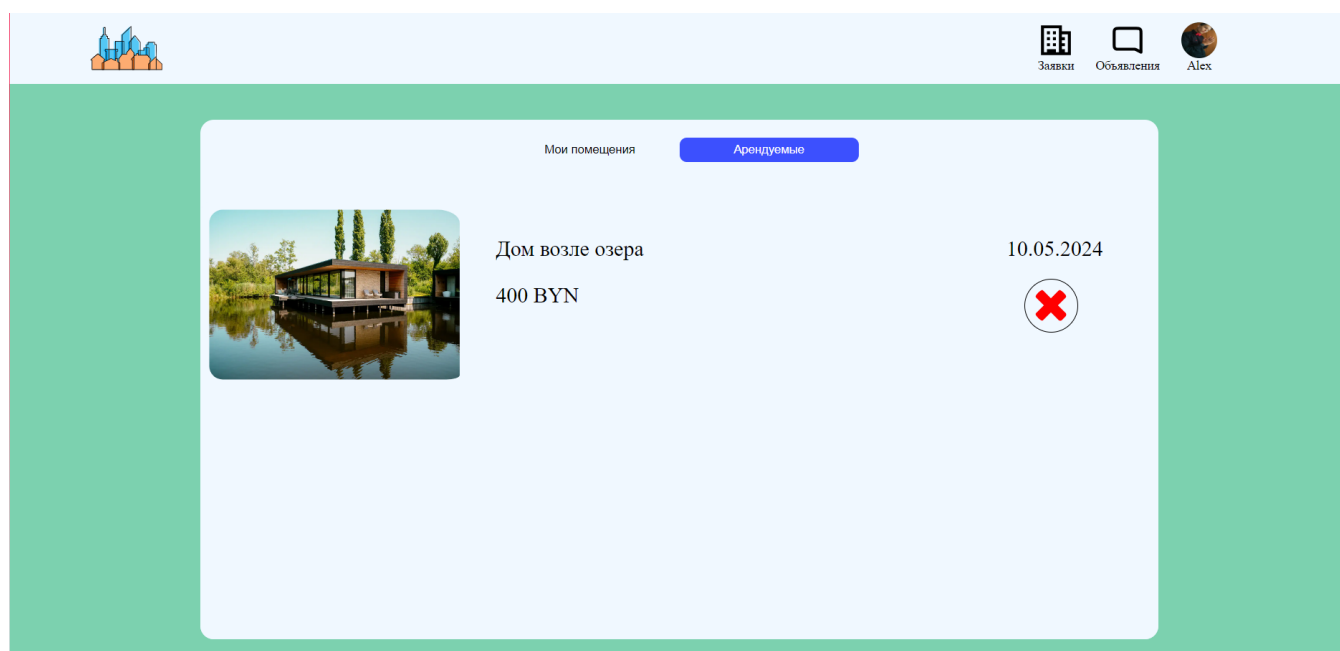 Заявки
Объявления
Alex
Мои помещения
Арендуемые
Дом возле озера
10.05.2024
400 BYN